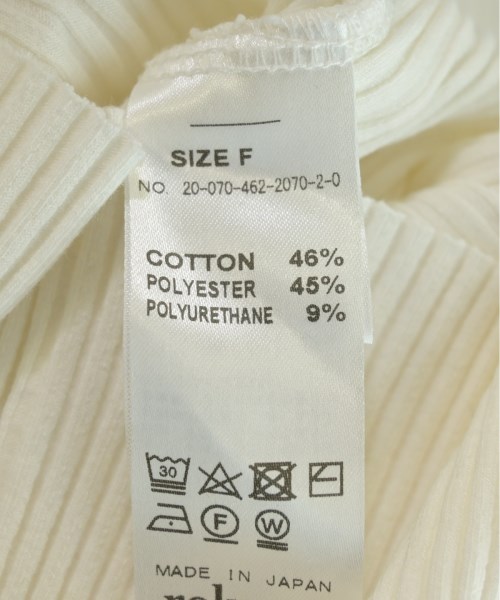 SIZE F
NO. 20-070-462-2070-2-0
COTTON 46%
POLYESTER 45%
POLYURETHANE 9%
30
F W
MADE IN JAPAN